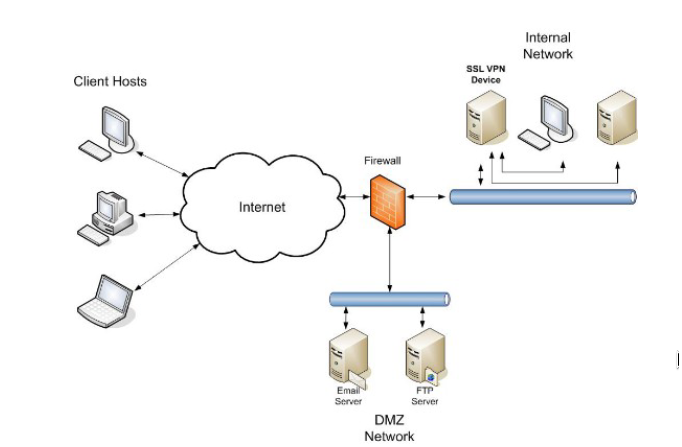 Internal
Network
SSL VPN
Device
Client Hosts
Firewall
Internet
Email
Server
FTP
Server
DMZ
Network